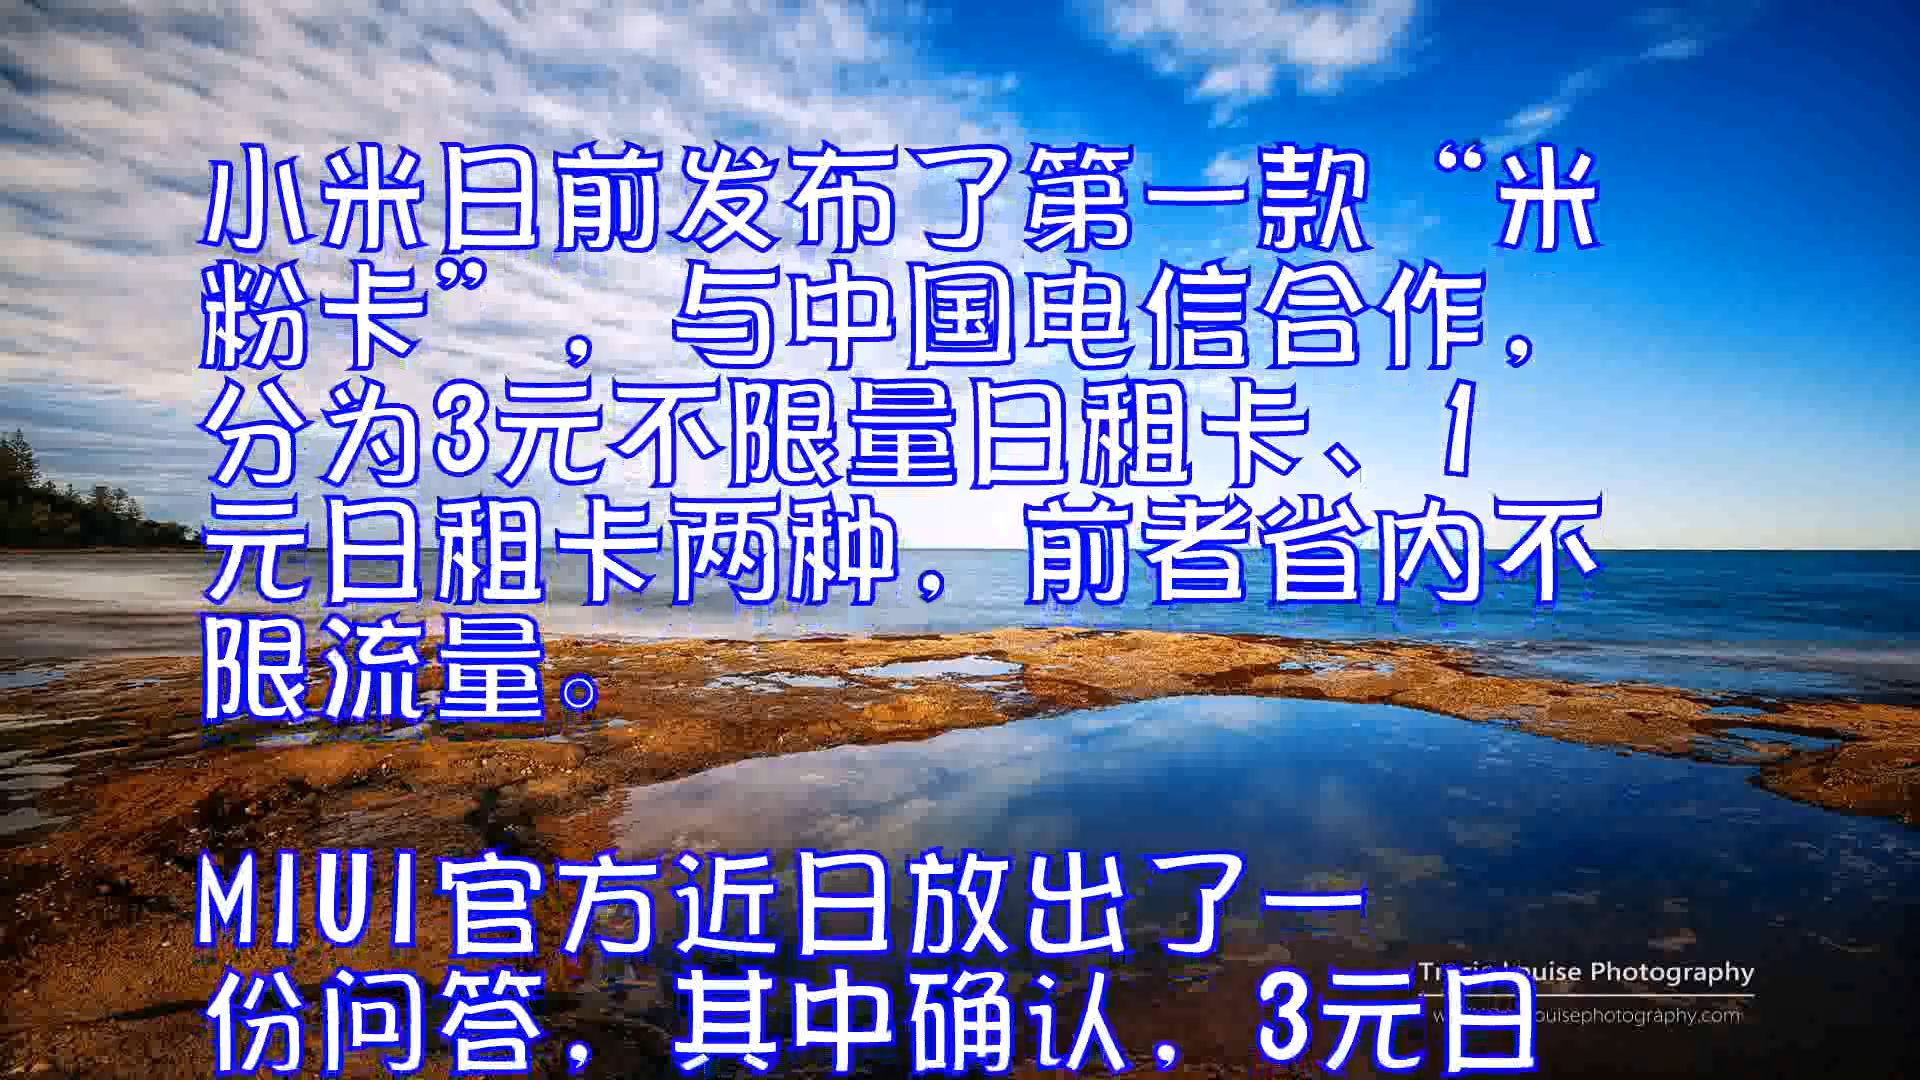 小米日前发布了第一款“米
粉卡”，与中国电信合作，
分为3元不限量日租卡、1
元日租卡两种，前者省内不
限流量。
MIUI官方近日放出了一
份问答，其中确认，3元日
Photography